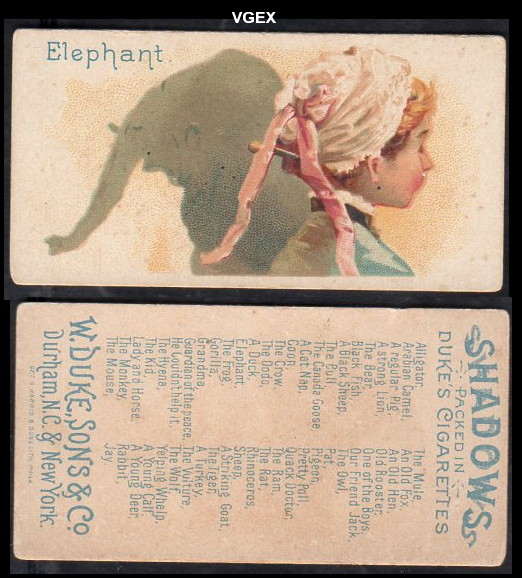 VGEX
Elephant.
SHADOWS
PACKED IN
DUKE'S CIGARETTES
Alligator, The Mule,
Arabian Camel, An Fox,
A regular Pig, An Old Hen,
A strong Lion, Old Rooster,
The Bear, One of the Boys
Black Fish, Our Friend Jack,
A Black Sheep, The Owl,
The Bull Pat,
The Canada Goose Pigeon,
A Cat Nap, Pretty Poll
Coon, Quack Doctor,
The Crow, The Ram,
The Dodo, The Rat,
A Duck, Rhinoceros,
Elephant Sheep,
The Frog, A Striking Goat,
Gorilla, The Tiger,
Grandma, A Turkey,
Guardian of the peace, The Vulture
He Couldn't help it. The Wolf,
The Hyena, Yelping Whelp,
The Kid, A Young Calf
Lady and Horse, A Young Deer,
The Monkey, Rabbit,
The Mouse, Jay
W. DUKE, SONS & CO
Durham, N.C. & New York.